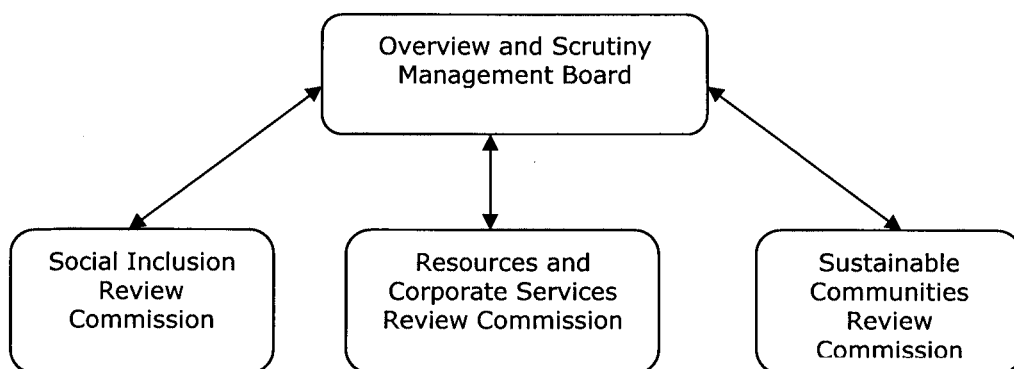 Overview and Scrutiny
Management Board
Social Inclusion
Review
Commission
Resources and
Corporate Services
Review Commission
Sustainable
Communities
Review
Commission